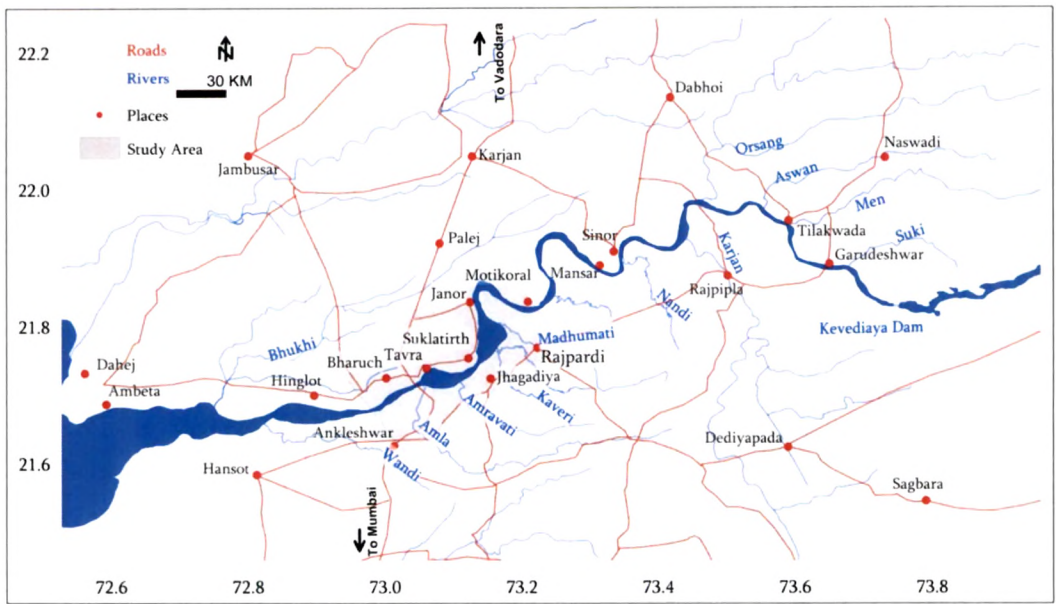 22.2
22.0
21.8
21.6
Roads
N
Rivers
30 KM
Places
Study Area
To Vadodara
Dabhoi
Jambusar
Karjan
Orsang
Naswadi
Aswan
Men
Palej
Sinor
Tilakwada
Suki
Karjan
Garudeshwar
Motikoral
Mansar
Janor
Rajpipla
Nandi
Kevediaya Dam
Suklatirth
Madhumati
Bhukhi
Bharuch
Tavra
Rajpardi
Dahej
Hinglot
Jhagadiya
Ambeta
Kaveri
Amravati
Ankleshwar
Amla
Dediyapada
Wandi
Hansot
Sagbara
To Mumbai
72.6 72.8 73.0 73.2 73.4 73.6 73.8